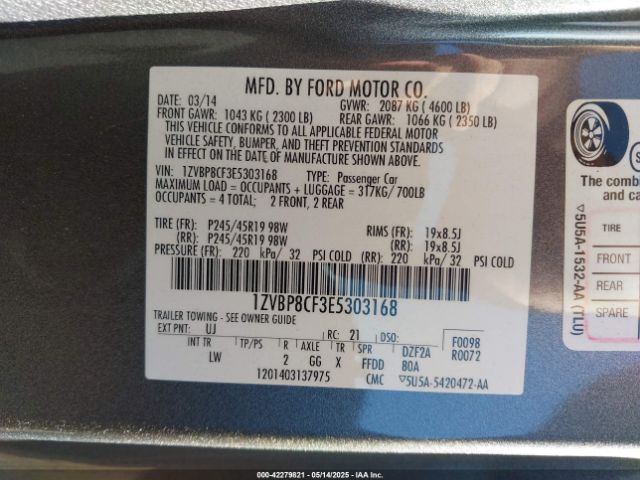 MFD. BY FORD MOTOR CO.
DATE: 03/14 GVWR: 2087 KG ( 4600 LB)
FRONT GAWR: 1043 KG ( 2300 LB) REAR GAWR: 1066 KG ( 2350 LB)
THIS VEHICLE CONFORMS TO ALL APPLICABLE FEDERAL MOTOR
VEHICLE SAFETY, BUMPER, AND THEFT PREVENTION STANDARDS
IN EFFECT ON THE DATE OF MANUFACTURE SHOWN ABOVE.
VIN: 1ZVBP8CF3E5303168 TYPE: Passenger Car
MAXIMUM LOAD = OCCUPANTS + LUGGAGE = 317KG/ 700LB
OCCUPANTS = 4 TOTAL; 2 FRONT, 2 REAR
TIRE (FR): P245/45R19 98W RIMS (FR): 19x8.5J
(RR): P245/45R19 98W (RR): 19x8.5J
PRESSURE (FR): 220 kPa/ 32 PSI COLD (RR): 220 kPa/ 32 PSI COLD
1ZVBP8CF3E5303168
TRAILER TOWING - SEE OWNER GUIDE
EXT PNT: UJ RC: 21 DSO: F0098
INT TR TP/PS R AXLE TR SPR DZF2A R0072
LW 2 GG X FFDD 80A
1201403137975 CMC ▽5U5A-5420472-AA
The comb
and ca
TIRE
FRONT
REAR
SPARE
▽5U5A-1532-AA (TLU)
000-42279821 | 05/14/2025 | IAA Inc.